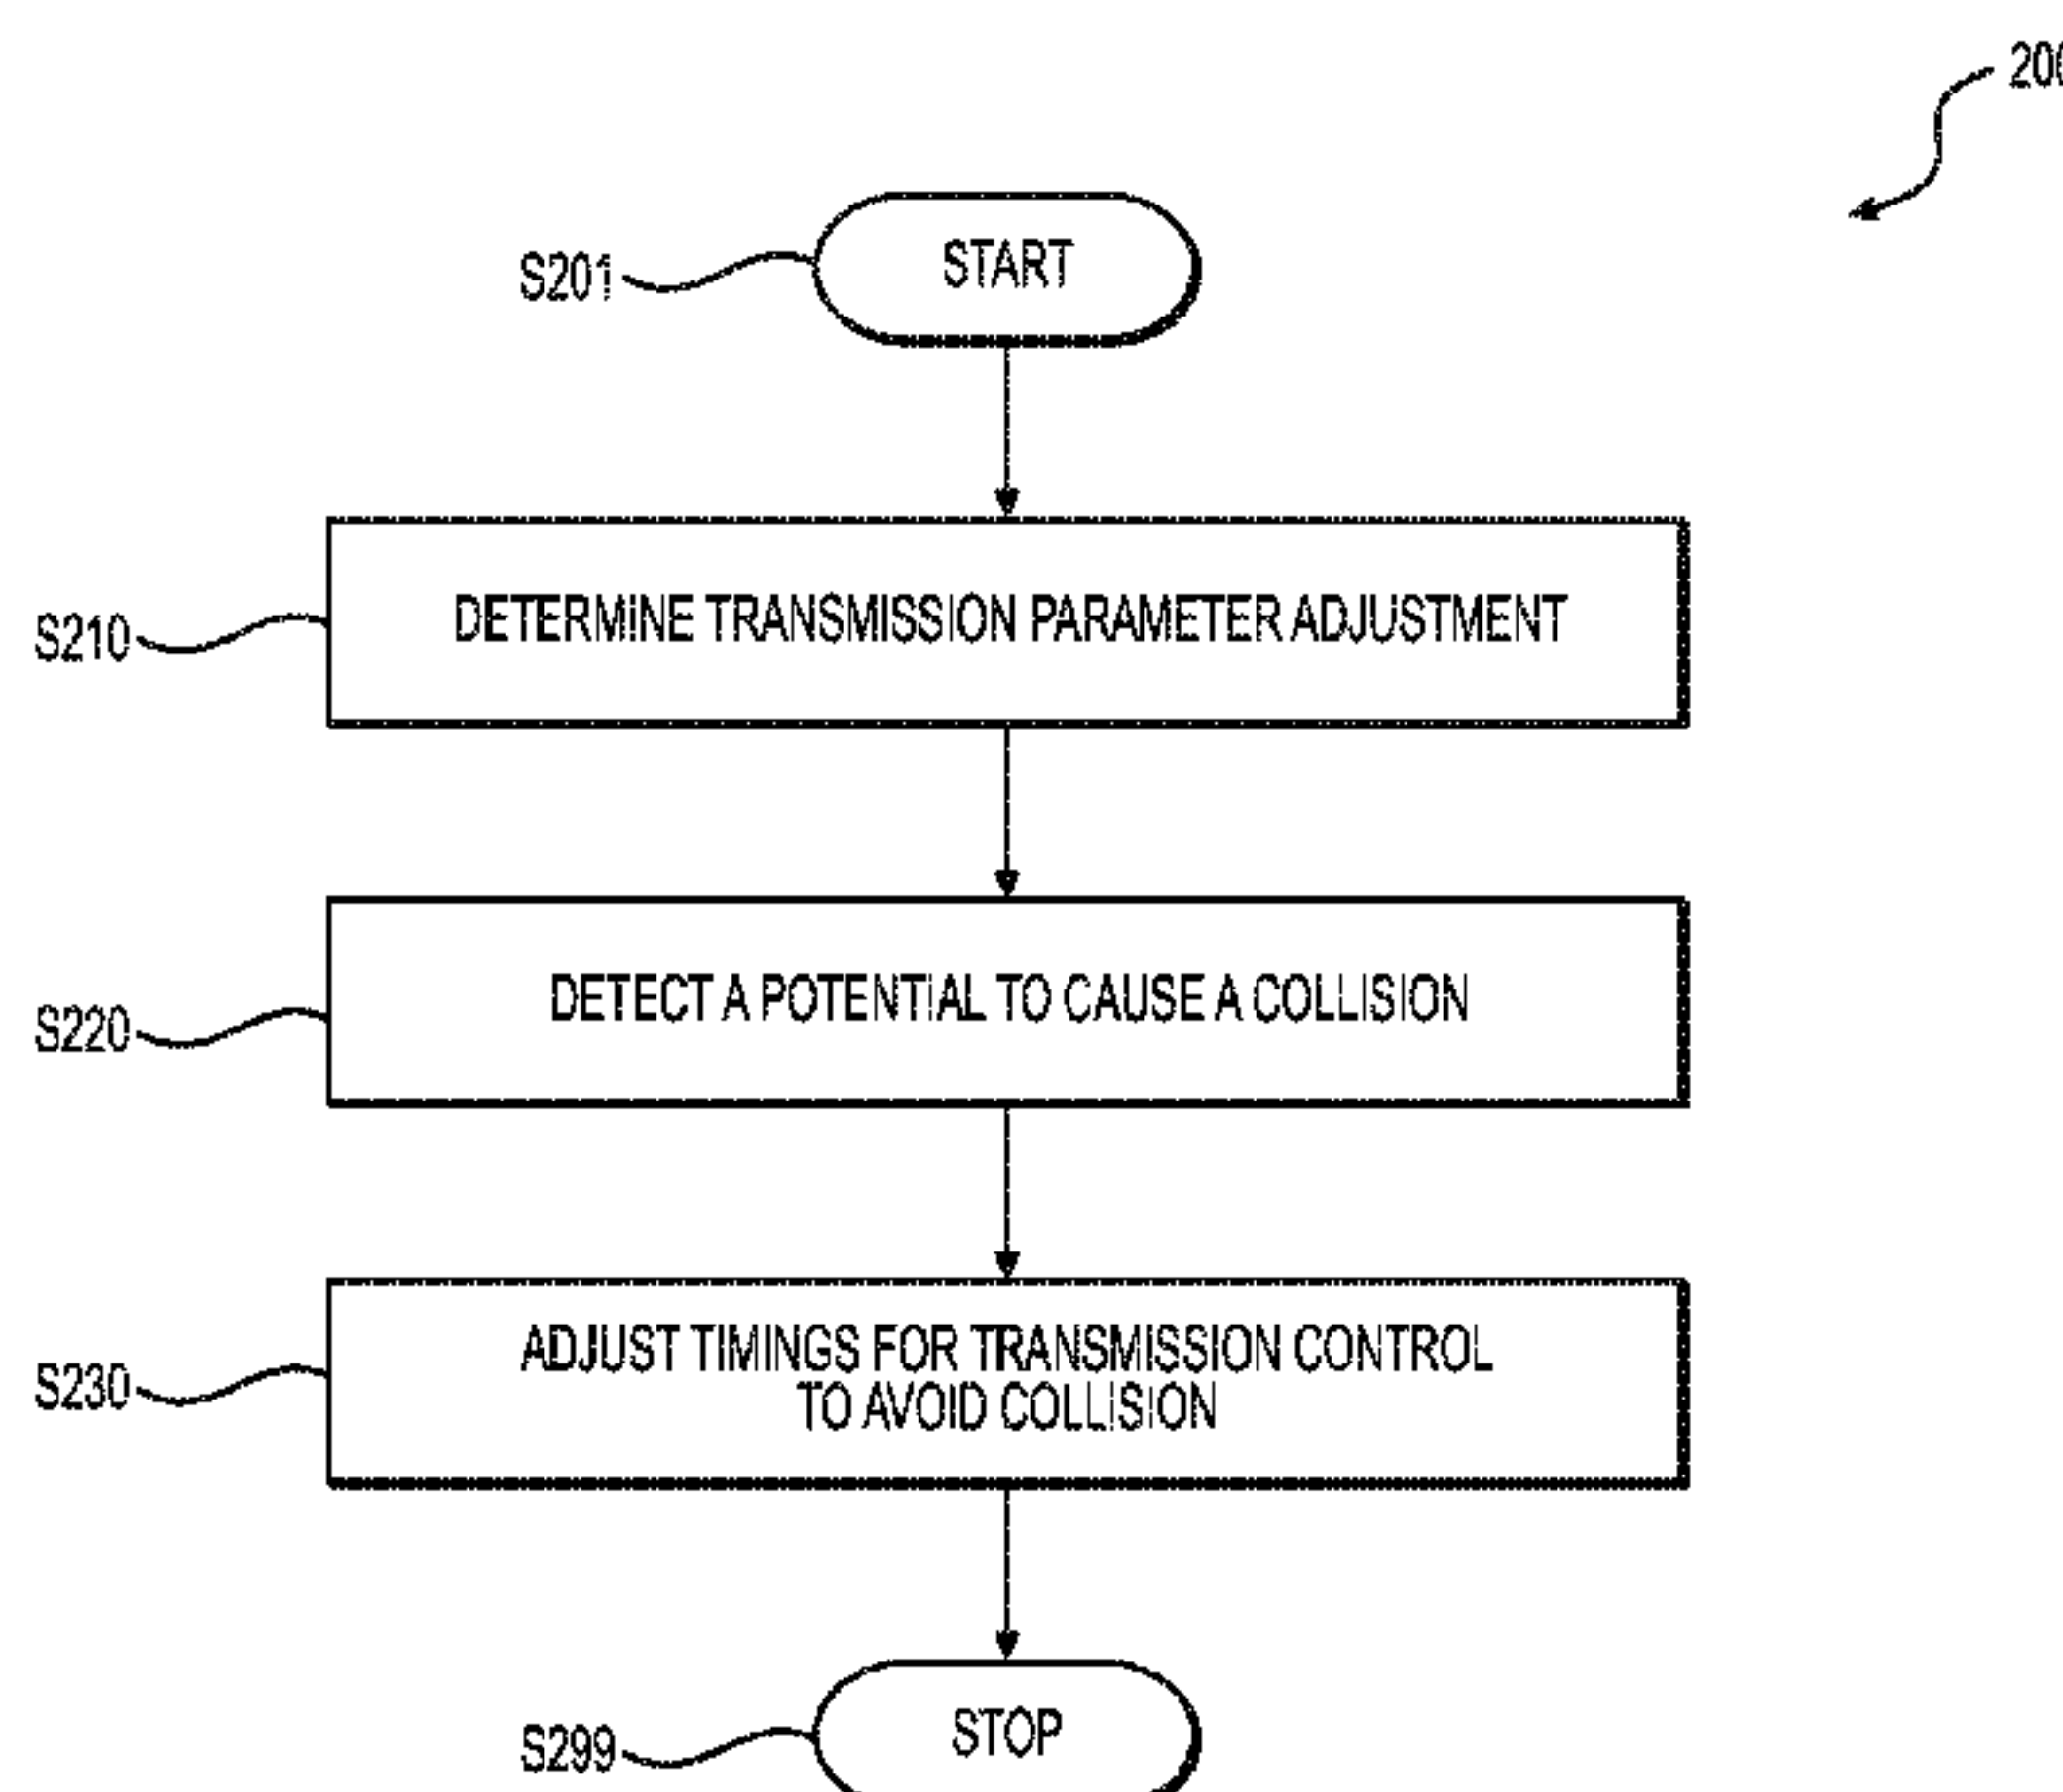 S201
START
S210
DETERMINE TRANSMISSION PARAMETER ADJUSTMENT
S220
DETECT A POTENTIAL TO CAUSE A COLLISION
S230
ADJUST TIMINGS FOR TRANSMISSION CONTROL
TO AVOID COLLISION
S299
STOP